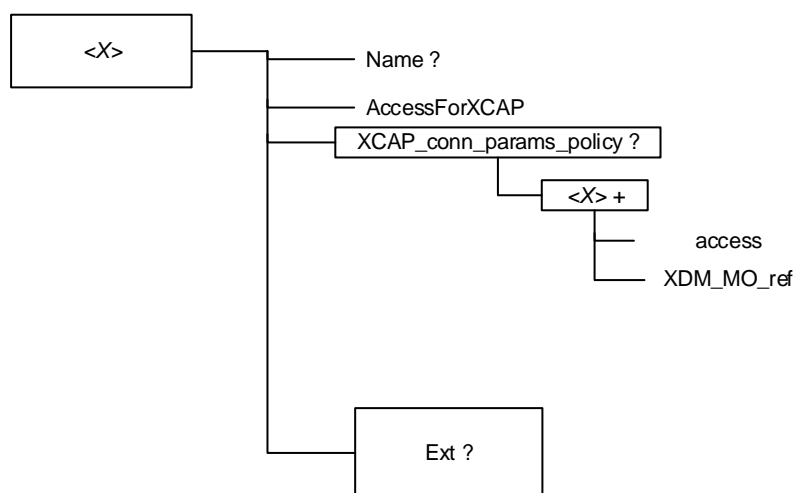 <X>
Name ?
AccessForXCAP
XCAP_conn_params_policy ?
<X> +
access
XDM_MO_ref
Ext ?